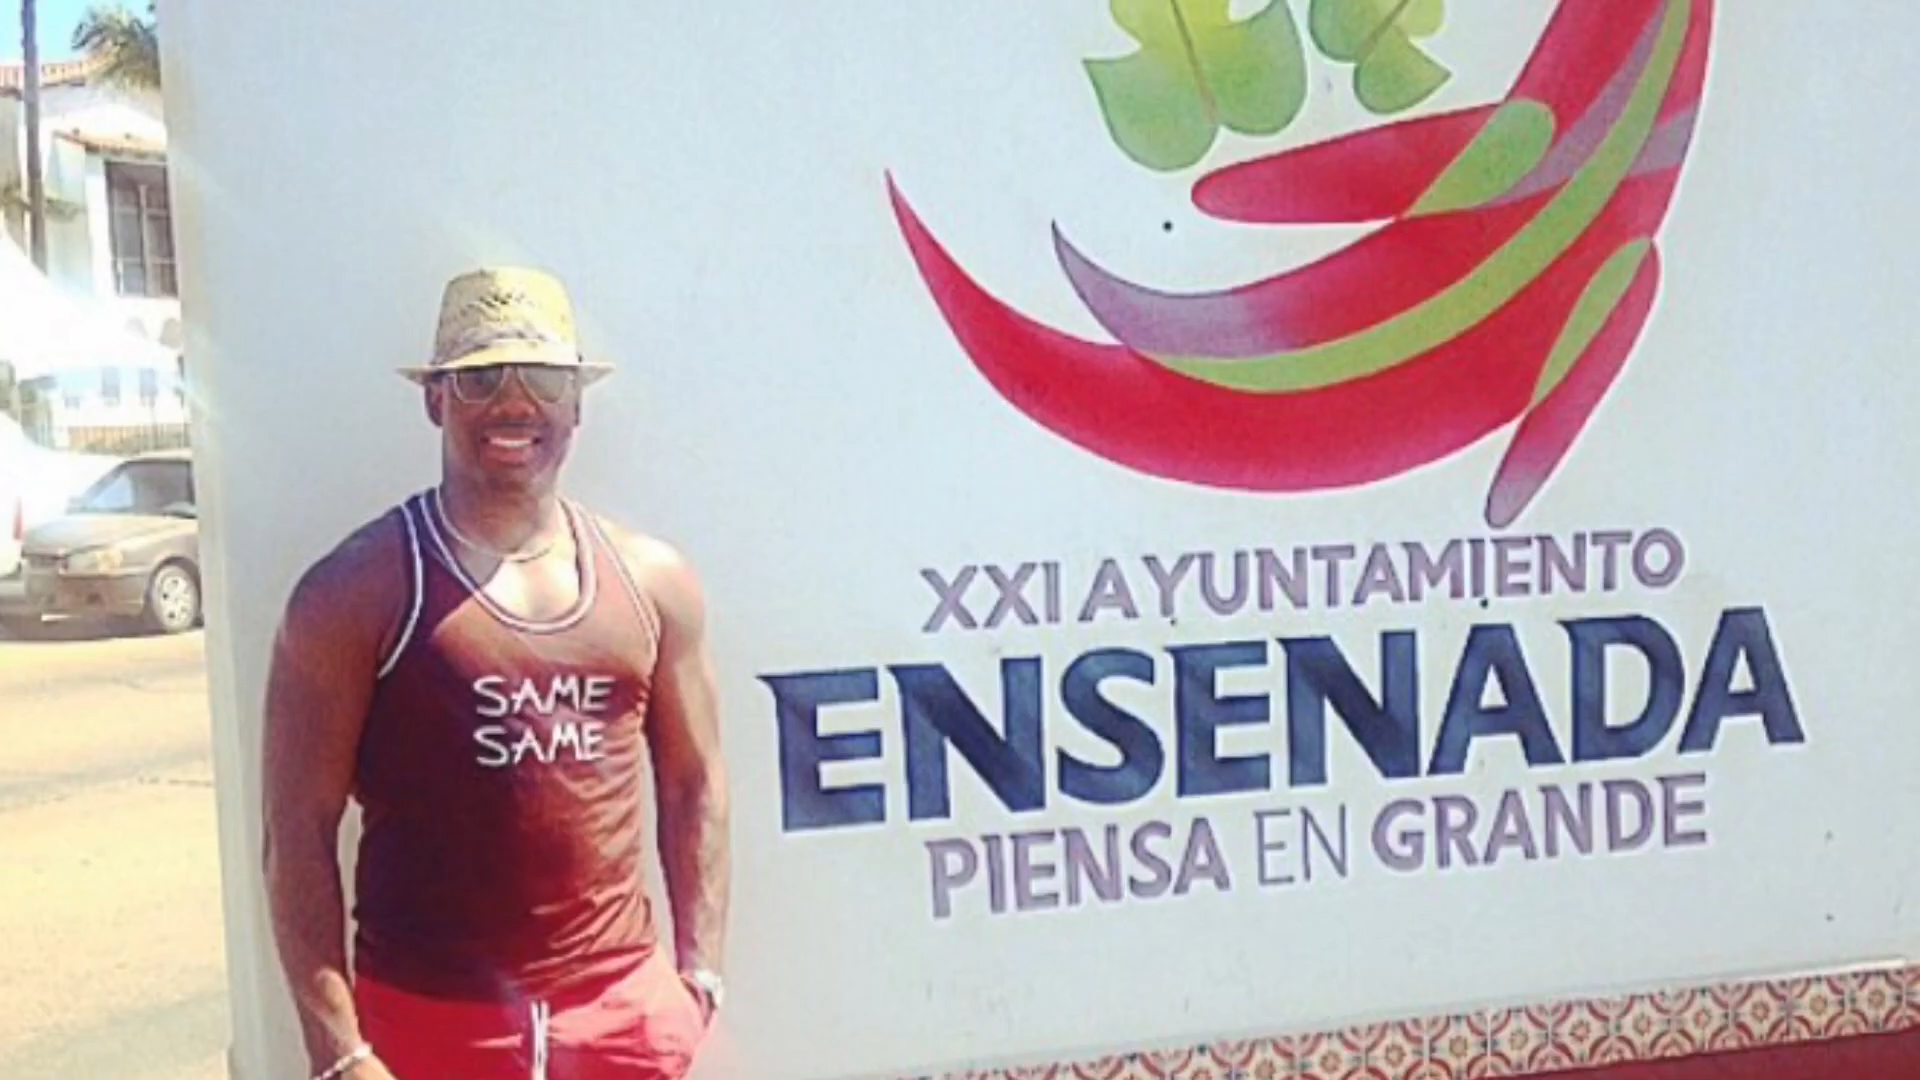 SAME
SAME
XXI AYUNTAMIENTO
ENSENADA
PIENSA EN GRANDE